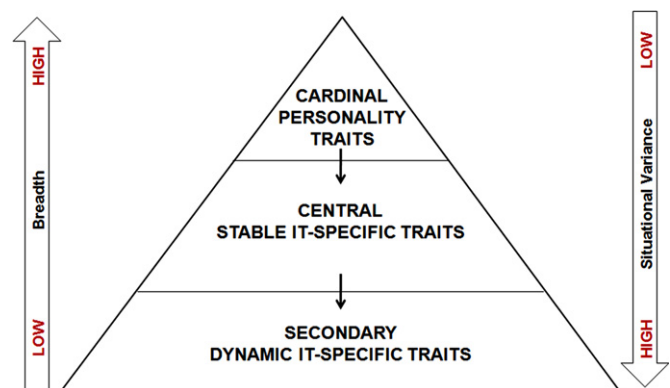 HIGH
Breadth
LOW
CARDINAL
PERSONALITY
TRAITS
CENTRAL
STABLE IT-SPECIFIC TRAITS
SECONDARY
DYNAMIC IT-SPECIFIC TRAITS
LOW
Situational Variance
HIGH